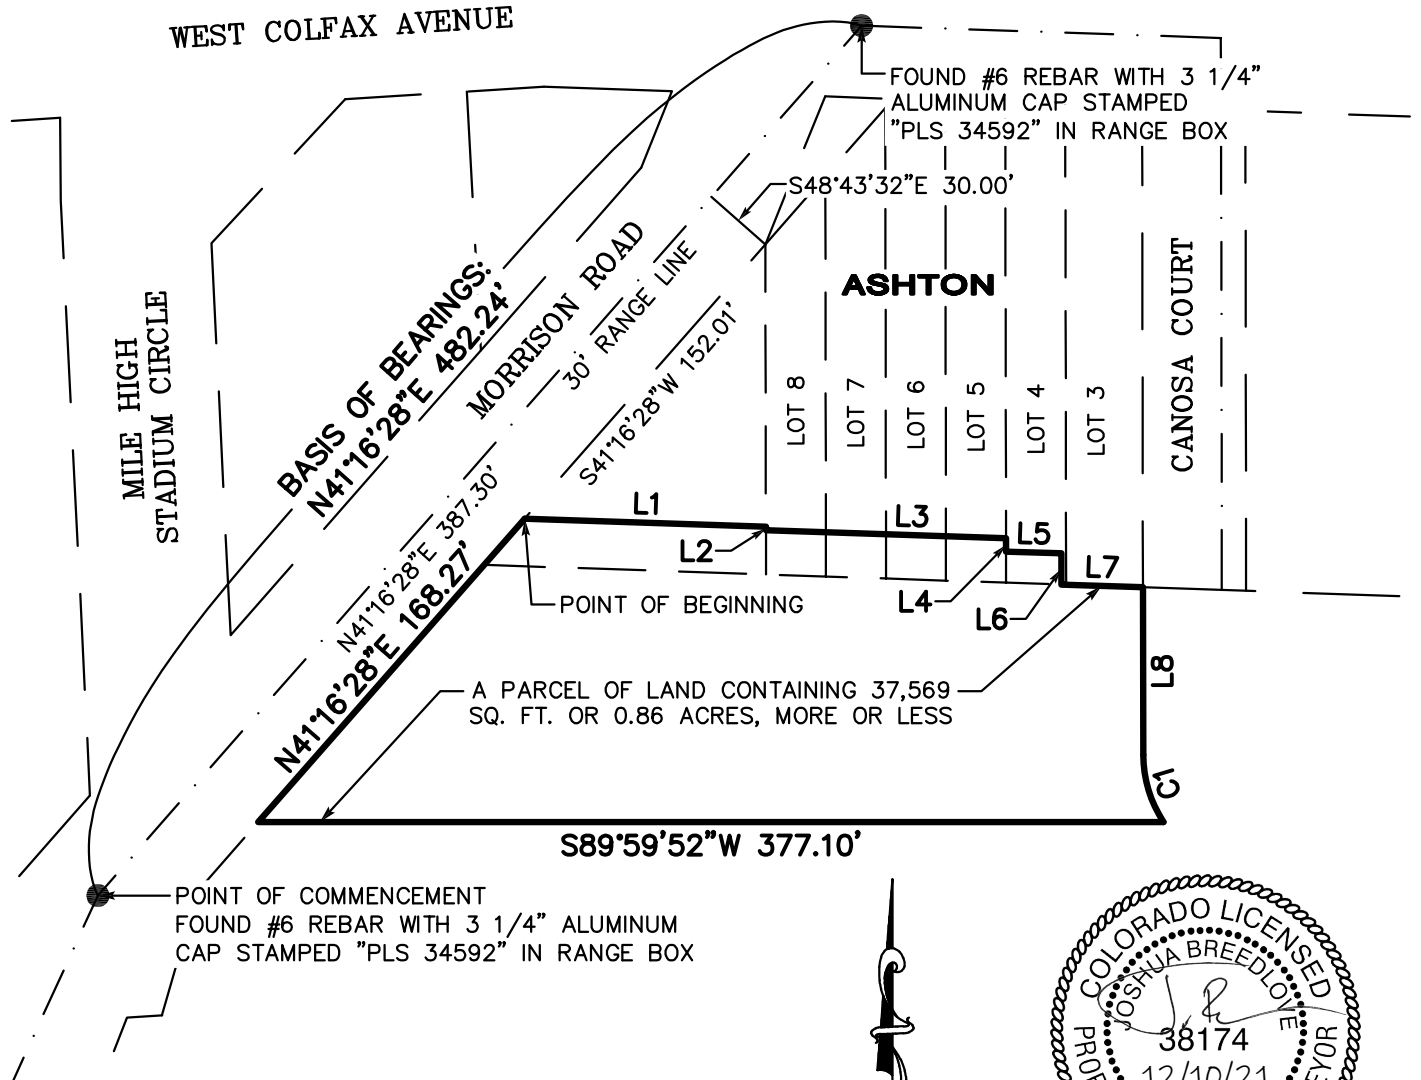 WEST COLFAX AVENUE
FOUND #6 REBAR WITH 3 1/4"
ALUMINUM CAP STAMPED
"PLS 34592" IN RANGE BOX
S48°43'32"E 30.00'
MILE HIGH
STADIUM CIRCLE
BASIS OF BEARINGS:
N41°16'28"E 482.24'
MORRISON ROAD
30' RANGE LINE
S41°16'28"W 152.01'
N41°16'28"E 387.30'
N41°16'28"E 168.27'
ASHTON
LOT 8
LOT 7
LOT 6
LOT 5
LOT 4
LOT 3
CANOSA COURT
L1
L2
L3
L4
L5
L6
L7
L8
C1
POINT OF BEGINNING
A PARCEL OF LAND CONTAINING 37,569
SQ. FT. OR 0.86 ACRES, MORE OR LESS
S89°59'52"W 377.10'
POINT OF COMMENCEMENT
FOUND #6 REBAR WITH 3 1/4" ALUMINUM
CAP STAMPED "PLS 34592" IN RANGE BOX
COLORADO LICENSED
JOSHUA BREEDLOVE
38174
12/10/21